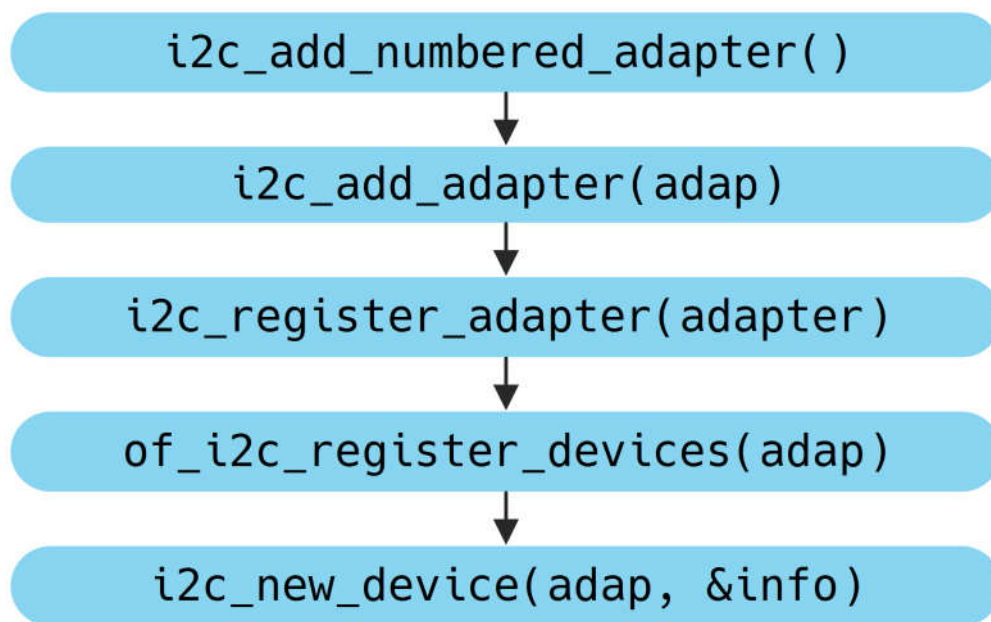 i2c_add_numbered_adapter()
i2c_add_adapter(adap)
i2c_register_adapter(adapter)
of_i2c_register_devices(adap)
i2c_new_device(adap, &info)